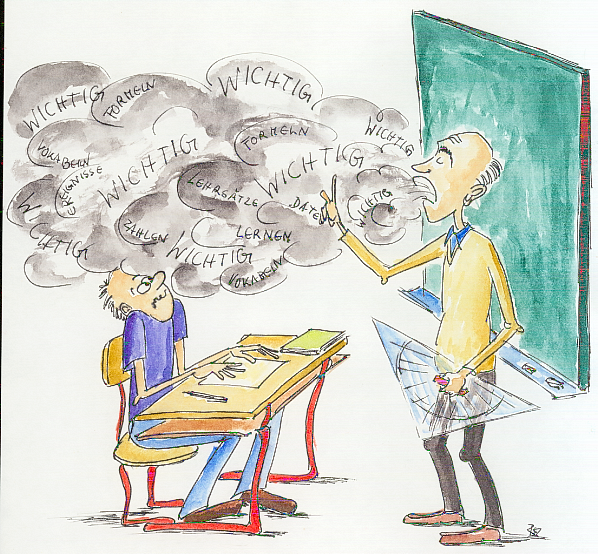 WICHTIG
FORMELN
WICHTIG
VOKABELN
EREIGNISSE
WICHTIG
FORMELN
WICHTIG
WICHTIG
LEHRSÄTZE
DATEN
WICHTIG
WICHTIG
ZAHLEN
WICHTIG
LERNEN
VOKABELN